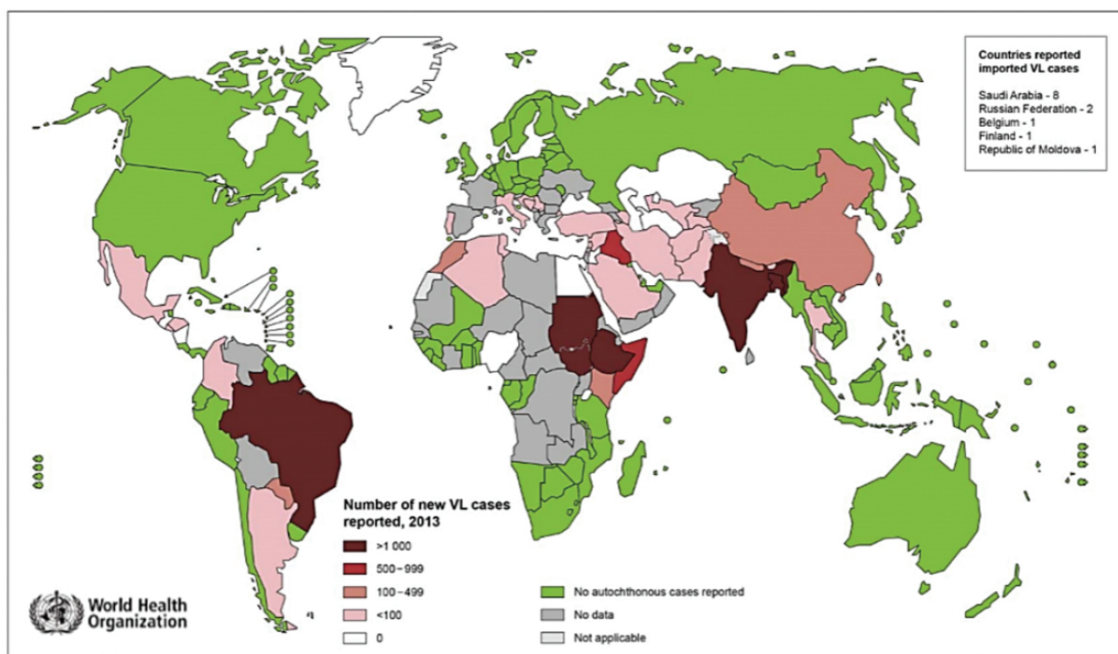 Countries reported
imported VL cases
Saudi Arabia - 8
Russian Federation - 2
Belgium - 1
Finland - 1
Republic of Moldova - 1
Number of new VL cases
reported, 2013
>1 000
500–999
100–499
<100
0
No autochthonous cases reported
No data
Not applicable
World Health
Organization